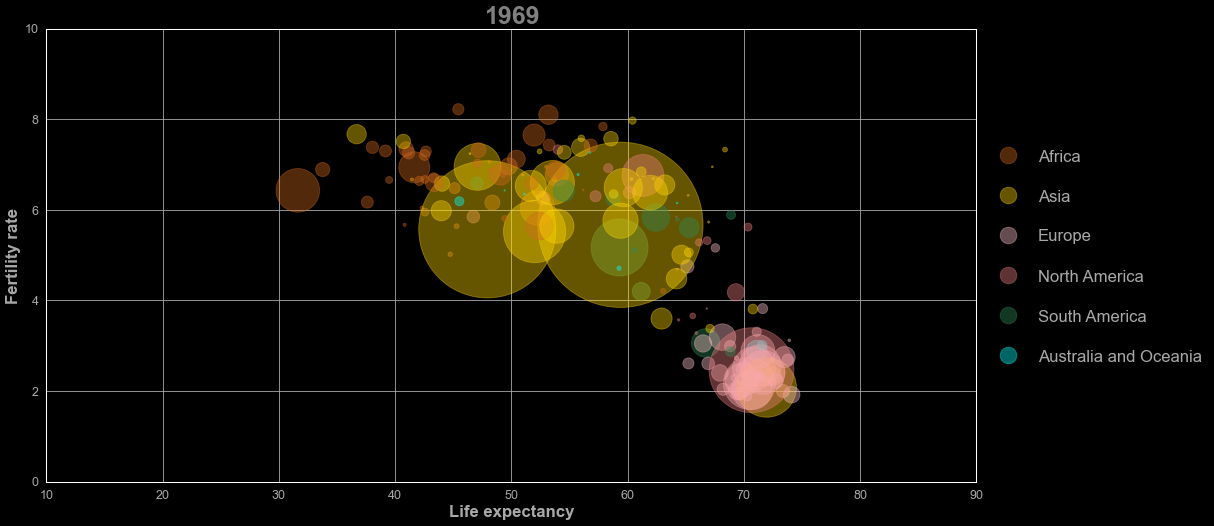 1969
10
8
6
4
2
0
Fertility rate
10 20 30 40 50 60 70 80 90
Life expectancy
Africa
Asia
Europe
North America
South America
Australia and Oceania